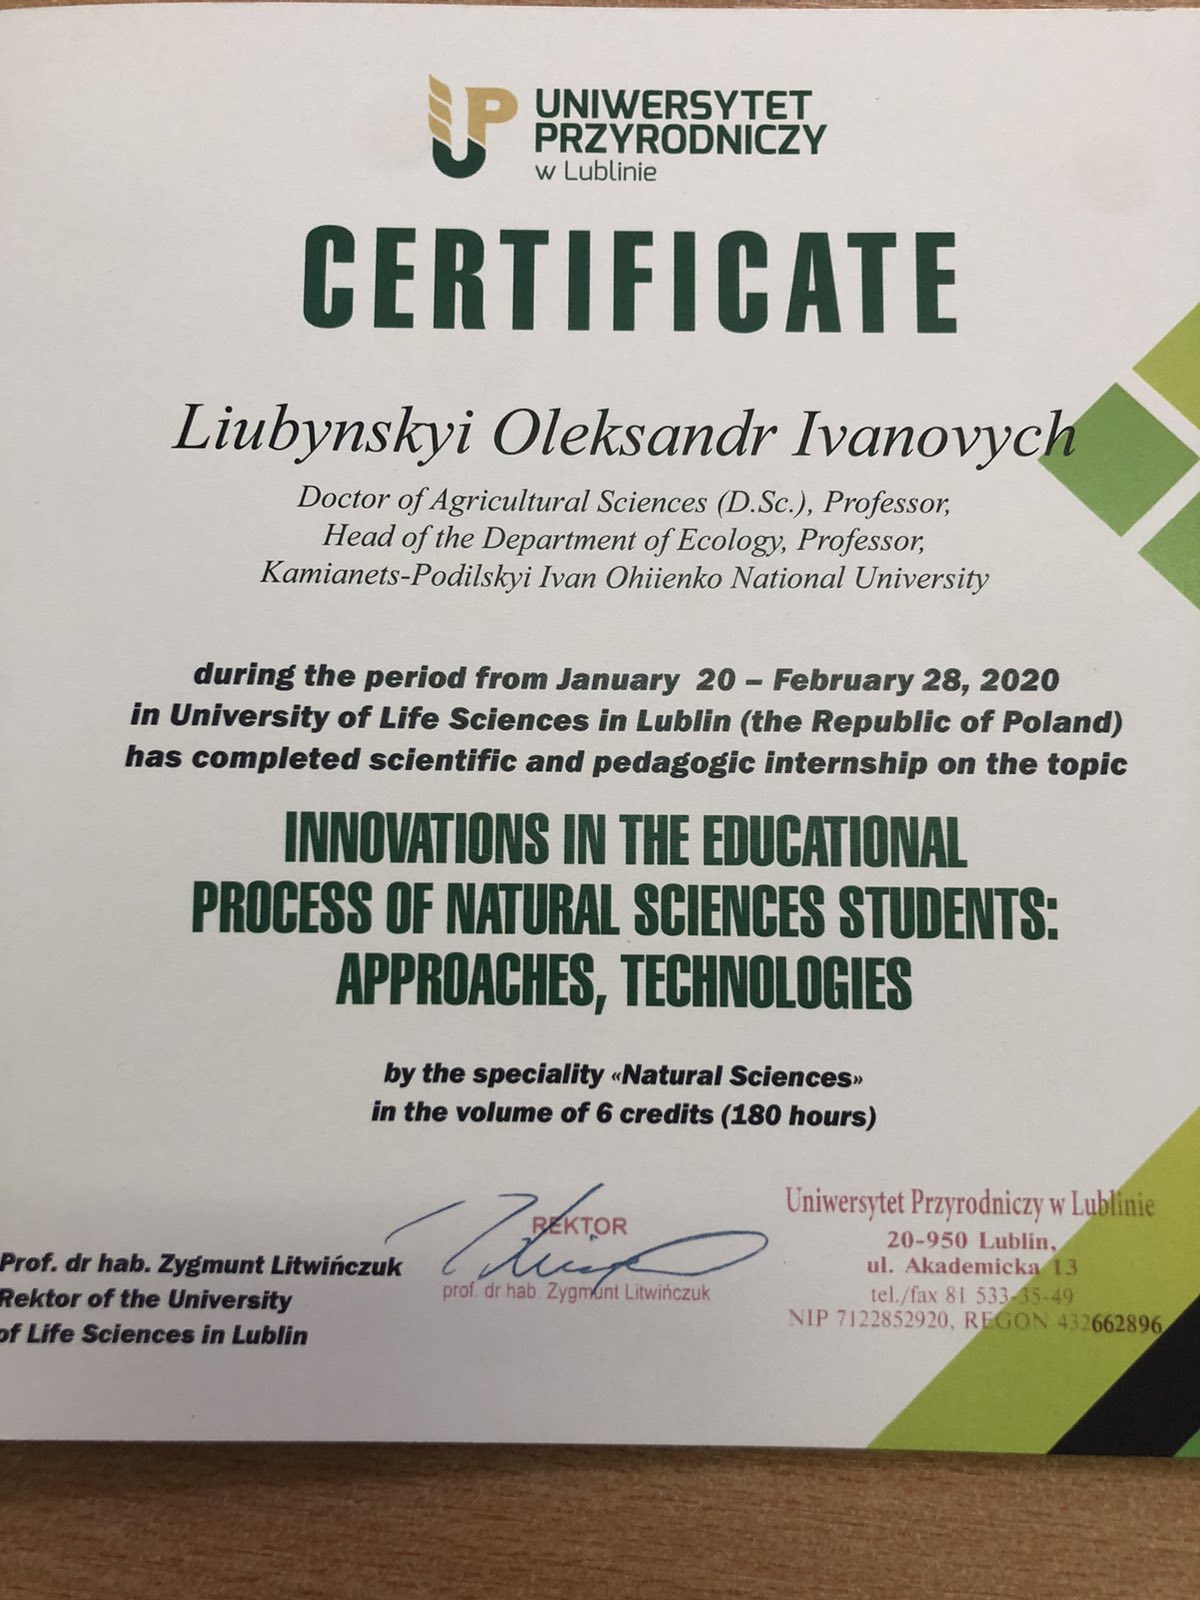 UP UNIWERSYTET
PRZYRODNICZY
w Lublinie
CERTIFICATE
Liubynskyi Oleksandr Ivanovych
Doctor of Agricultural Sciences (D.Sc.), Professor,
Head of the Department of Ecology, Professor,
Kamianets-Podilskyi Ivan Ohiienko National University
during the period from January 20 – February 28, 2020
in University of Life Sciences in Lublin (the Republic of Poland)
has completed scientific and pedagogic internship on the topic
INNOVATIONS IN THE EDUCATIONAL
PROCESS OF NATURAL SCIENCES STUDENTS:
APPROACHES, TECHNOLOGIES
by the speciality «Natural Sciences»
in the volume of 6 credits (180 hours)
Prof. dr hab. Zygmunt Litwińczuk
Rektor of the University
of Life Sciences in Lublin
REKTOR
prof. dr hab. Zygmunt Litwińczuk
Uniwersytet Przyrodniczy w Lublinie
20-950 Lublin,
ul. Akademicka 13
tel./fax 81 533-35-49
NIP 7122852920, REGON 432662896